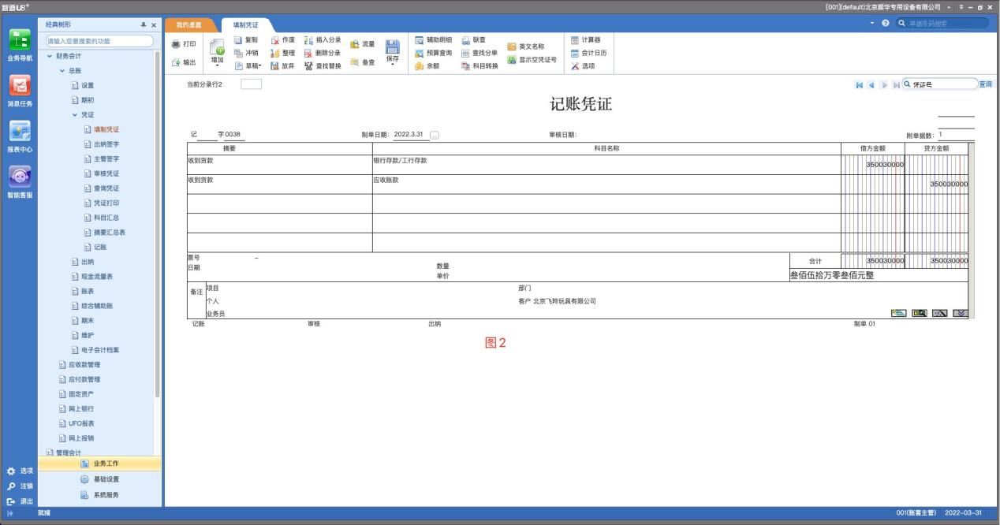 新道U8+
[001](default)北京顺华专用设备有限公司
业务导航
消息任务
报表中心
智能客服
选项
注销
退出
经典树形
请输入您要搜索的功能
财务会计
总账
设置
期初
凭证
填制凭证
出纳签字
主管签字
审核凭证
查询凭证
凭证打印
科目汇总
摘要汇总表
记账
出纳
现金流量表
账表
综合辅助账
期末
维护
电子会计档案
应收款管理
应付款管理
固定资产
网上银行
UFO报表
网上报销
管理会计
业务工作
基础设置
系统服务
我的桌面 填制凭证
单据条码搜索
打印 输出
增加
复制 冲销 草稿
作废 整理 放弃
插入分录 删除分录 查找替换
流量 备查
保存
辅助明细 预算查询 余额
联查 查找分单 科目转换
英文名称 显示空凭证号
计算器 会计日历 选项
当前分录行2
凭证号 查询
记账凭证
记 字0038 制单日期: 2022.3.31 ... 审核日期: 附单据数: 1
摘要 科目名称 借方金额 贷方金额
收到货款 银行存款/工行存款 350030000
收到货款 应收账款 350030000
票号 –
日期 数量
单价
合计 350030000 350030000
叁佰伍拾万零叁佰元整
备注 项目 部门
个人 客户 北京飞羚玩具有限公司
业务员
记账 审核 出纳 制单 01
图2
就绪
001(账套主管) 2022-03-31